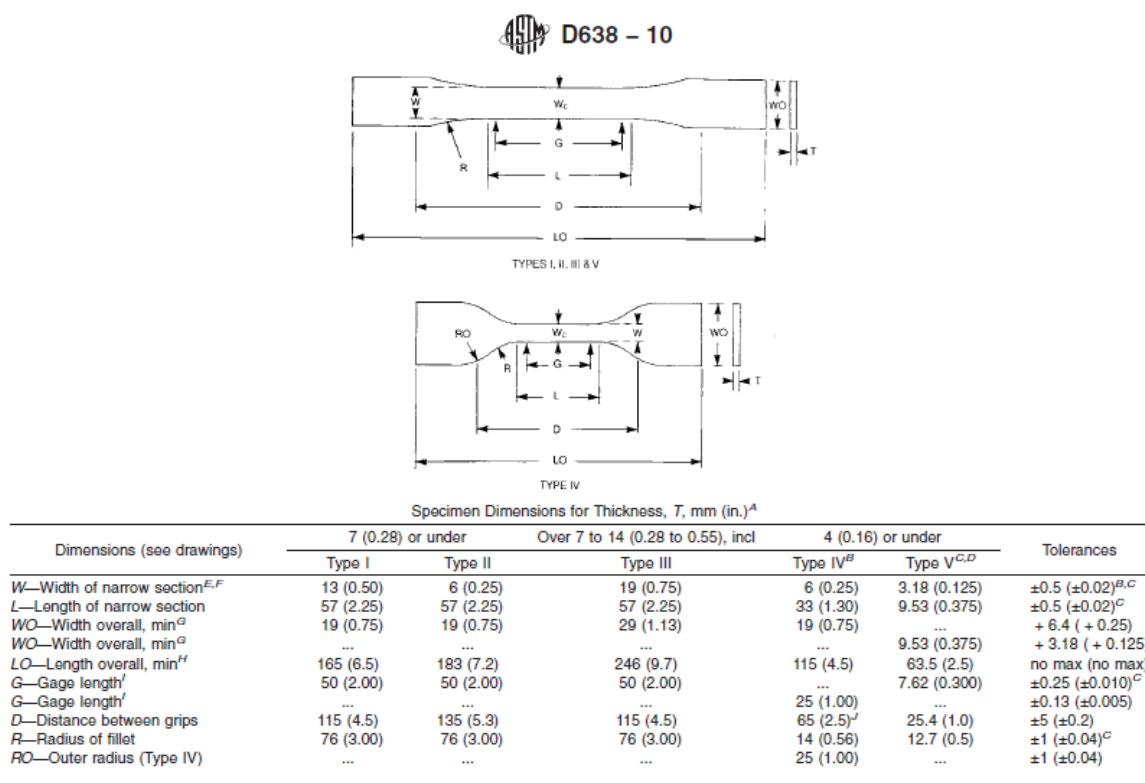 ASTM D638 – 10
W
Wc
WO
T
G
R
L
D
LO
TYPES I, II, III & V
RO
Wc
W
WO
R
G
T
L
D
LO
TYPE IV
Specimen Dimensions for Thickness, T, mm (in.)A
Dimensions (see drawings) 7 (0.28) or under Over 7 to 14 (0.28 to 0.55), incl 4 (0.16) or under Tolerances
Type I Type II Type III Type IVB Type VC,D
W—Width of narrow sectionE,F 13 (0.50) 6 (0.25) 19 (0.75) 6 (0.25) 3.18 (0.125) ±0.5 (±0.02)B,C
L—Length of narrow section 57 (2.25) 57 (2.25) 57 (2.25) 33 (1.30) 9.53 (0.375) ±0.5 (±0.02)C
WO—Width overall, minG 19 (0.75) 19 (0.75) 29 (1.13) 19 (0.75) ... + 6.4 ( + 0.25)
WO—Width overall, minG ... ... ... ... 9.53 (0.375) + 3.18 ( + 0.125
LO—Length overall, minH 165 (6.5) 183 (7.2) 246 (9.7) 115 (4.5) 63.5 (2.5) no max (no max)
G—Gage lengthI 50 (2.00) 50 (2.00) 50 (2.00) ... 7.62 (0.300) ±0.25 (±0.010)C
G—Gage lengthI ... ... ... 25 (1.00) ... ±0.13 (±0.005)
D—Distance between grips 115 (4.5) 135 (5.3) 115 (4.5) 65 (2.5)J 25.4 (1.0) ±5 (±0.2)
R—Radius of fillet 76 (3.00) 76 (3.00) 76 (3.00) 14 (0.56) 12.7 (0.5) ±1 (±0.04)C
RO—Outer radius (Type IV) ... ... ... 25 (1.00) ... ±1 (±0.04)